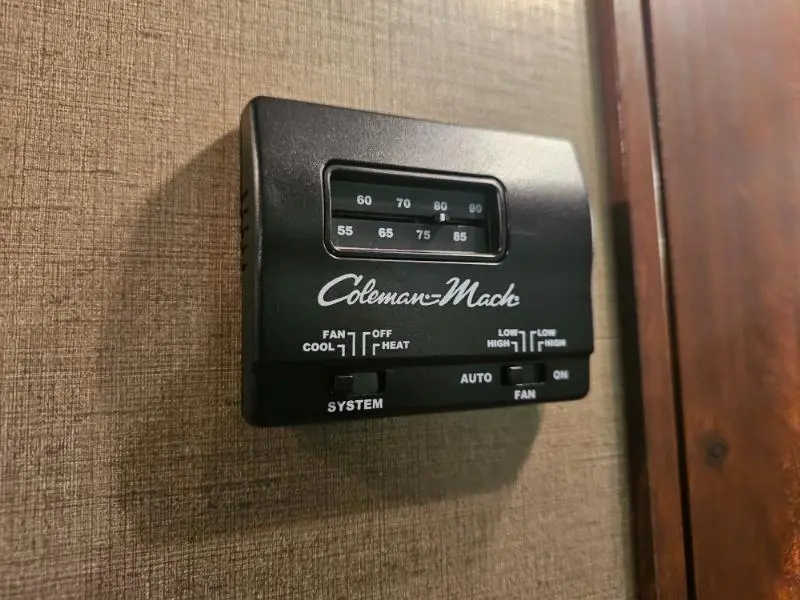 60 70 80 90
55 65 75 85
Coleman-Mach
FAN OFF
COOL HEAT
LOW LOW
HIGH HIGH
AUTO ON
SYSTEM
FAN